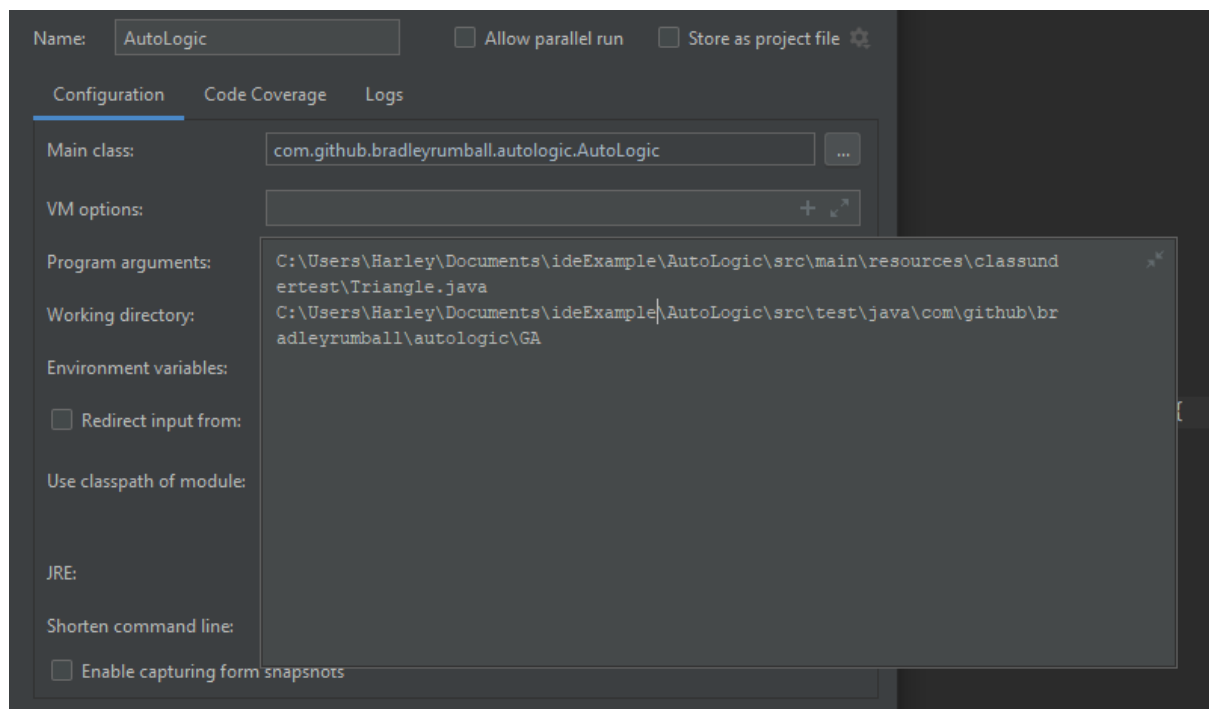 Name: AutoLogic Allow parallel run Store as project file
Configuration Code Coverage Logs
Main class: com.github.bradleyrumball.autologic.AutoLogic ...
VM options:
Program arguments: C:\Users\Harley\Documents\ideExample\AutoLogic\src\main\resources\classund
ertest\Triangle.java
Working directory: C:\Users\Harley\Documents\ideExample\AutoLogic\src\test\java\com\github\br
adleyrumball\autologic\GA
Environment variables:
Redirect input from: {
Use classpath of module:
JRE:
Shorten command line:
Enable capturing form snapshots